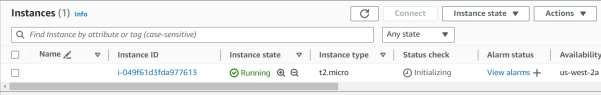 Instances (1) Info
Connect
Instance state
Actions
Find Instance by attribute or tag (case-sensitive)
Any state
Name Instance ID Instance state Instance type Status check Alarm status Availability
i-049f61d3fda977613 Running t2.micro Initializing View alarms + us-west-2a